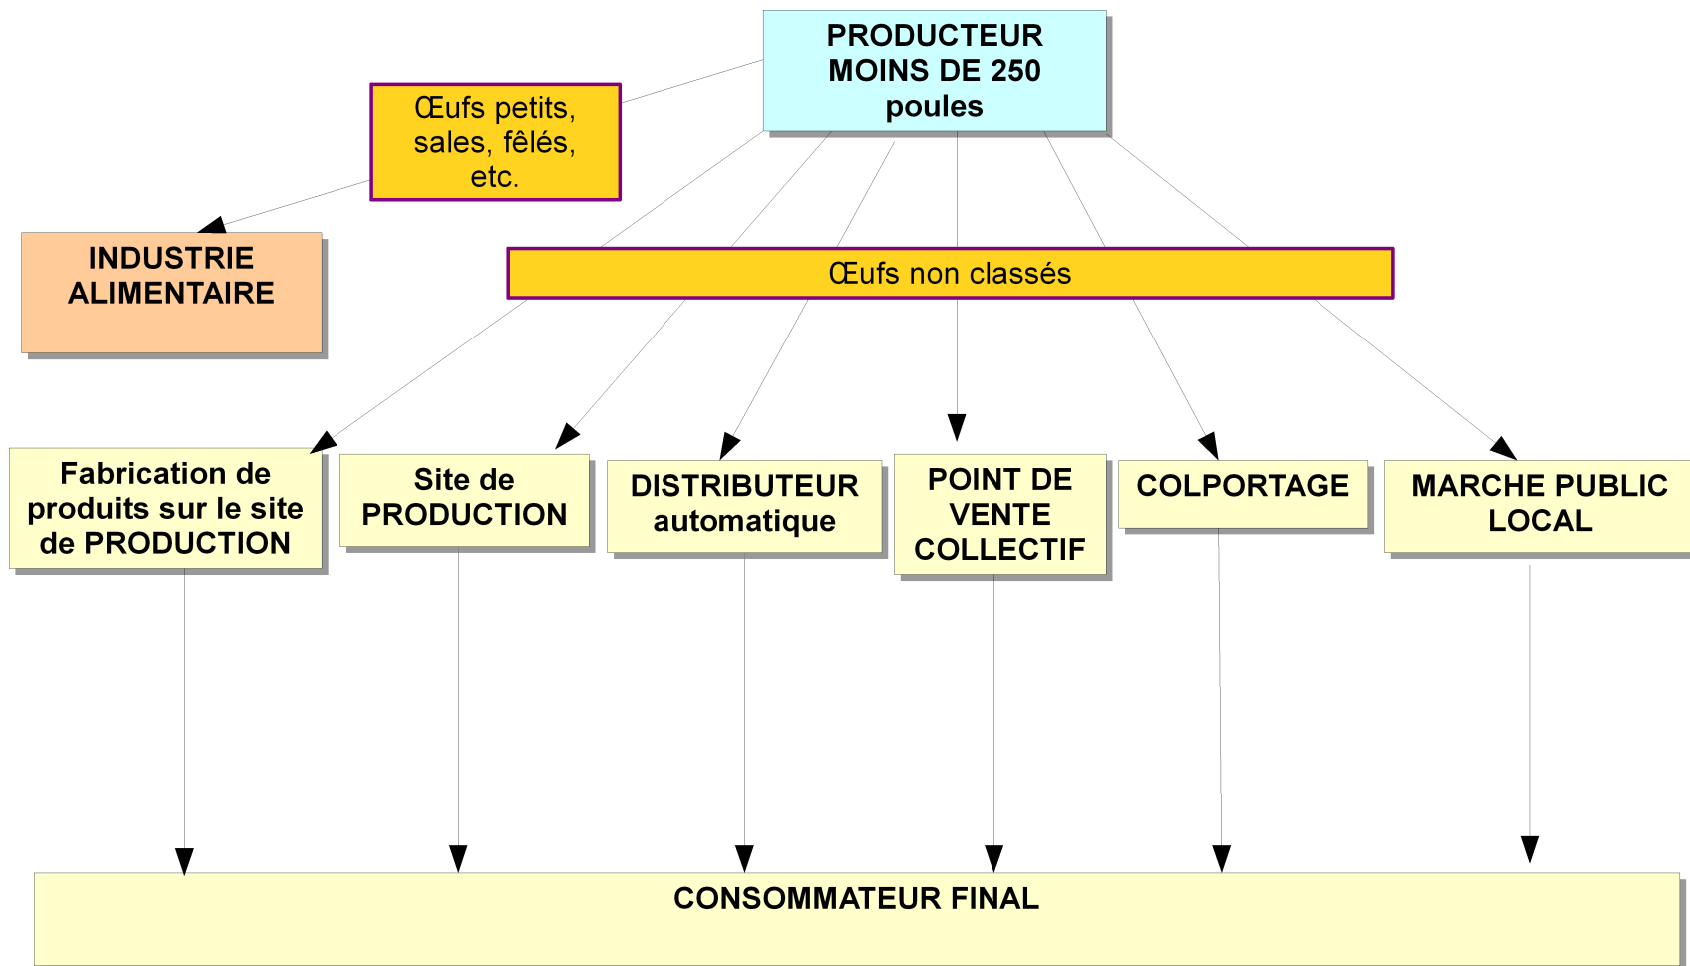 PRODUCTEUR
MOINS DE 250
poules
Œufs petits,
sales, fêlés,
etc.
INDUSTRIE
ALIMENTAIRE
Œufs non classés
Fabrication de
produits sur le site
de PRODUCTION
Site de
PRODUCTION
DISTRIBUTEUR
automatique
POINT DE
VENTE
COLLECTIF
COLPORTAGE
MARCHE PUBLIC
LOCAL
CONSOMMATEUR FINAL